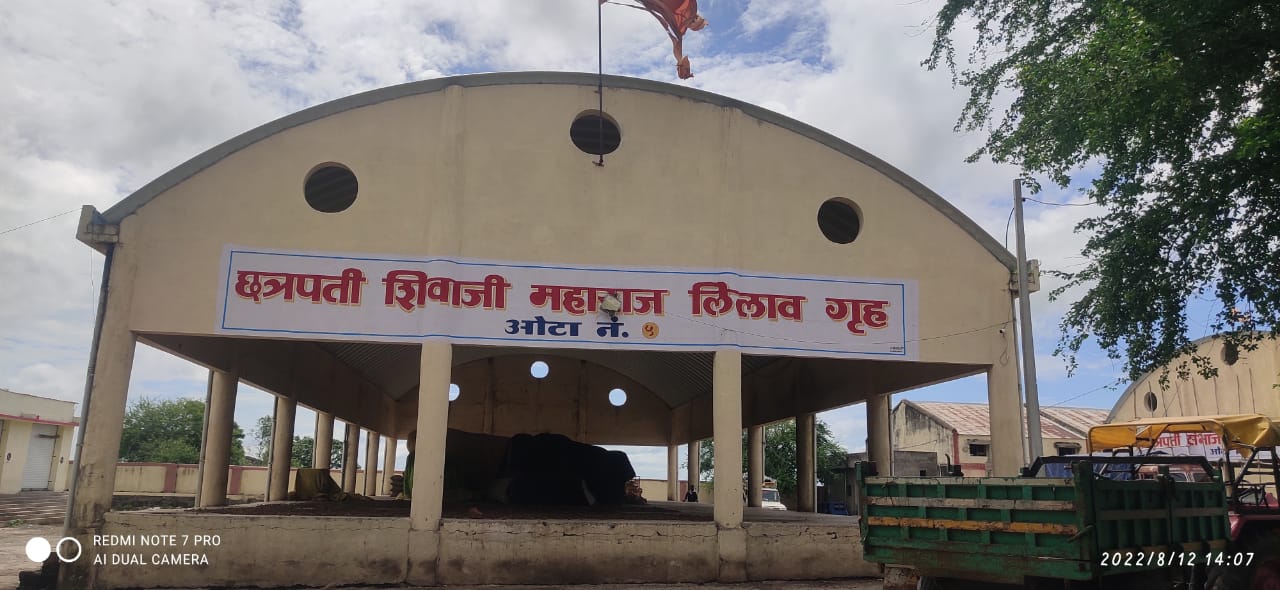 छत्रपती शिवाजी महाराज लिलाव गृह
ओटा नं. ५
REDMI NOTE 7 PRO
AI DUAL CAMERA
2022/8/12 14:07